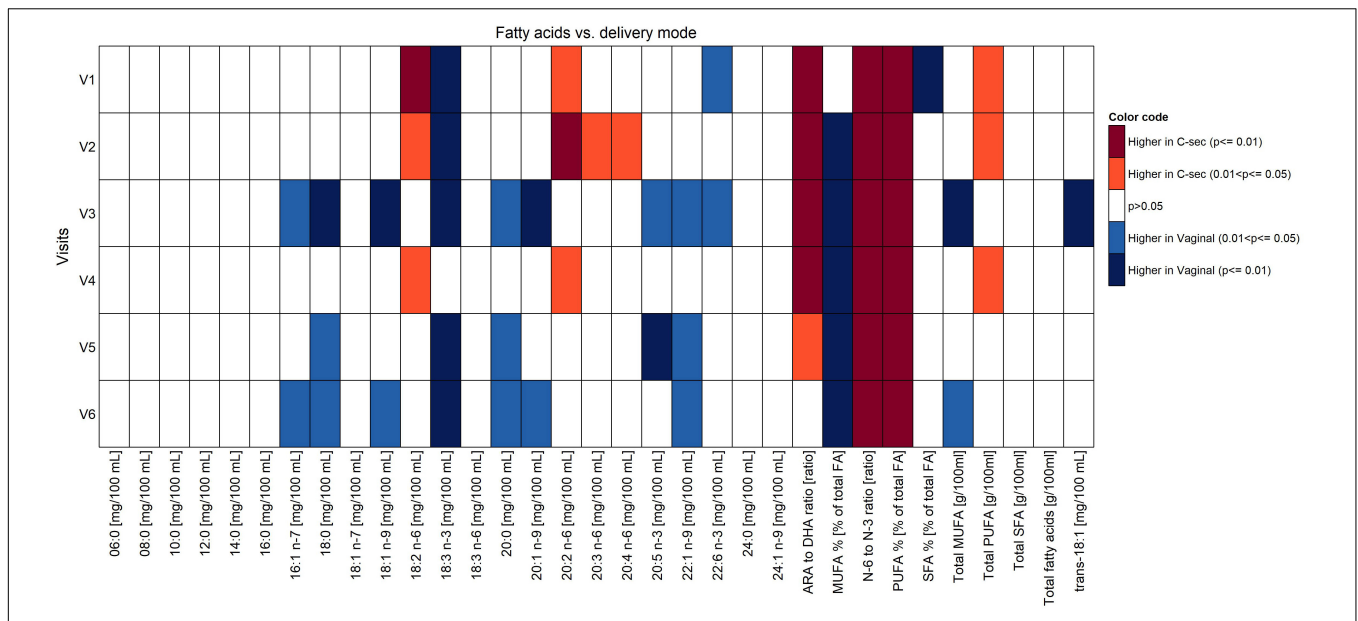 Fatty acids vs. delivery mode
Visits
V1
V2
V3
V4
V5
V6
06:0 [mg/100 mL]
08:0 [mg/100 mL]
10:0 [mg/100 mL]
12:0 [mg/100 mL]
14:0 [mg/100 mL]
16:0 [mg/100 mL]
16:1 n-7 [mg/100 mL]
18:0 [mg/100 mL]
18:1 n-7 [mg/100 mL]
18:1 n-9 [mg/100 mL]
18:2 n-6 [mg/100 mL]
18:3 n-3 [mg/100 mL]
18:3 n-6 [mg/100 mL]
20:0 [mg/100 mL]
20:1 n-9 [mg/100 mL]
20:2 n-6 [mg/100 mL]
20:3 n-6 [mg/100 mL]
20:4 n-6 [mg/100 mL]
20:5 n-3 [mg/100 mL]
22:1 n-9 [mg/100 mL]
22:6 n-3 [mg/100 mL]
24:0 [mg/100 mL]
24:1 n-9 [mg/100 mL]
ARA to DHA ratio [ratio]
MUFA % [% of total FA]
N-6 to N-3 ratio [ratio]
PUFA % [% of total FA]
SFA % [% of total FA]
Total MUFA [g/100ml]
Total PUFA [g/100ml]
Total SFA [g/100ml]
Total fatty acids [g/100ml]
trans-18:1 [mg/100 mL]
Color code
Higher in C-sec (p<= 0.01)
Higher in C-sec (0.01<p<= 0.05)
p>0.05
Higher in Vaginal (0.01<p<= 0.05)
Higher in Vaginal (p<= 0.01)